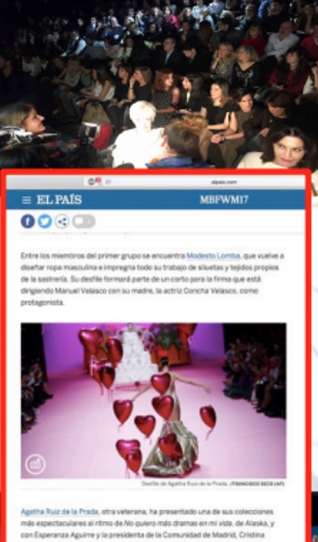 elpais.com
EL PAÍS MBFWM17
Entre los miembros del primer grupo se encuentra Modesto Lomba, que vuelve a
diseñar ropa masculina e impregna todo su trabajo de siluetas y tejidos propios
de la sastrería. Su desfile formará parte de un corto para la firma que está
dirigiendo Manuel Velasco con su madre, la actriz Concha Velasco, como
protagonista.
Desfile de Agatha Ruiz de la Prada. /FRANCISCO SECO (AP)
Agatha Ruiz de la Prada, otra veterana, ha presentado una de sus colecciones
más espectaculares al ritmo de No quiero más dramas en mi vida, de Alaska, y
con Esperanza Aguirre y la presidenta de la Comunidad de Madrid, Cristina